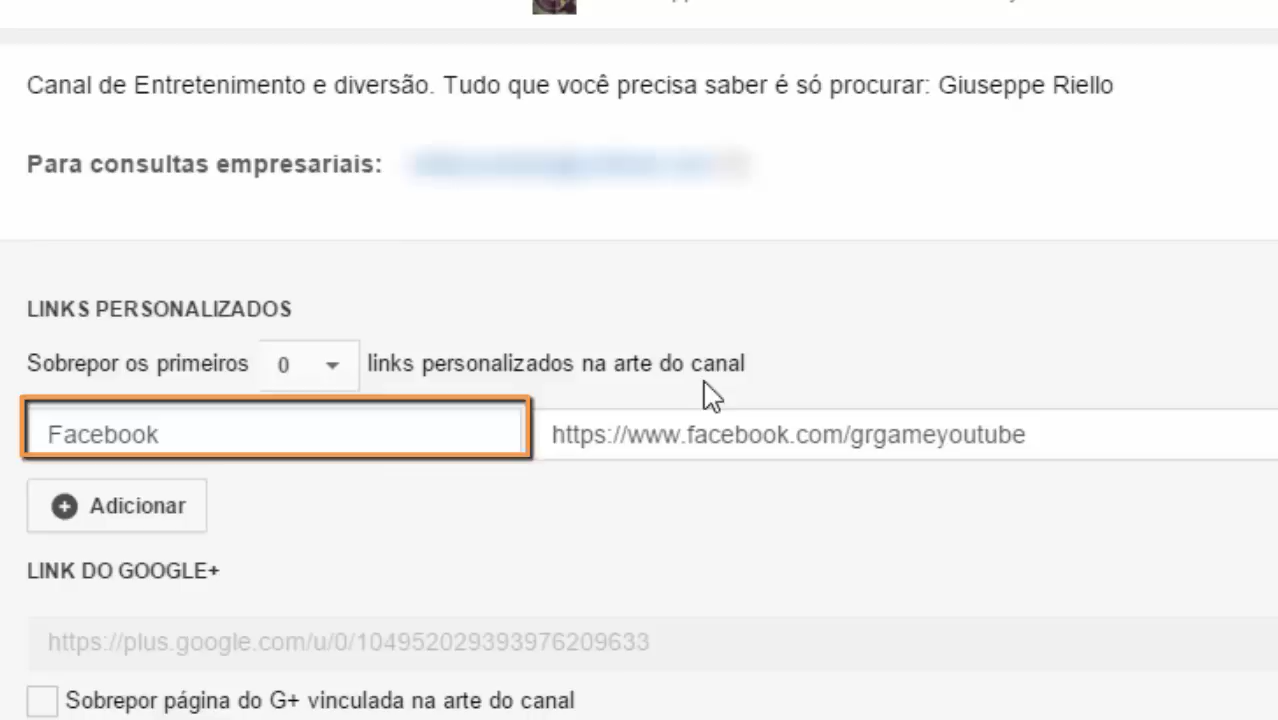 Canal de Entretenimento e diversão. Tudo que você precisa saber é só procurar: Giuseppe Riello
Para consultas empresariais:
LINKS PERSONALIZADOS
Sobrepor os primeiros 0 links personalizados na arte do canal
Facebook https://www.facebook.com/grgameyoutube
Adicionar
LINK DO GOOGLE+
https://plus.google.com/u/0/104952029393976209633
Sobrepor página do G+ vinculada na arte do canal